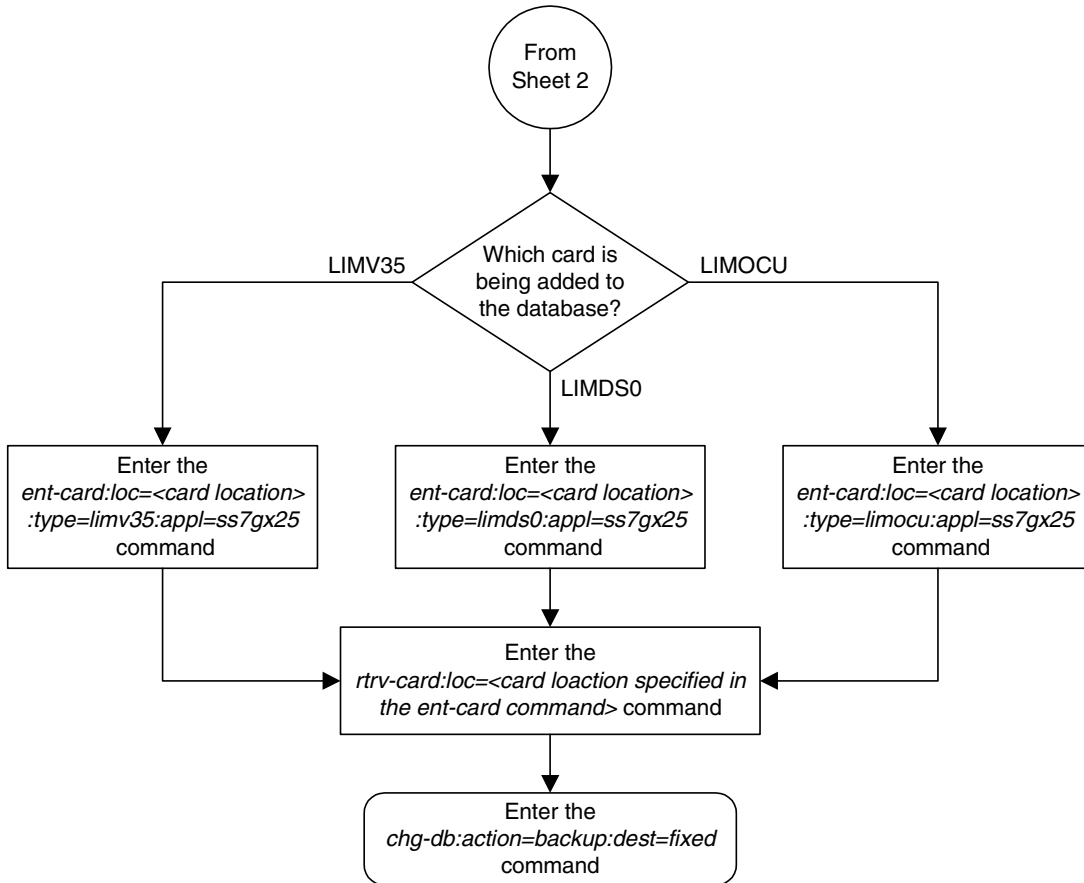 From
Sheet 2
Which card is
being added to
the database?
LIMV35
LIMOCU
LIMDS0
Enter the
ent-card:loc=<card location>
:type=limv35:appl=ss7gx25
command
Enter the
ent-card:loc=<card location>
:type=limds0:appl=ss7gx25
command
Enter the
ent-card:loc=<card location>
:type=limocu:appl=ss7gx25
command
Enter the
rtrv-card:loc=<card loaction specified in
the ent-card command> command
Enter the
chg-db:action=backup:dest=fixed
command